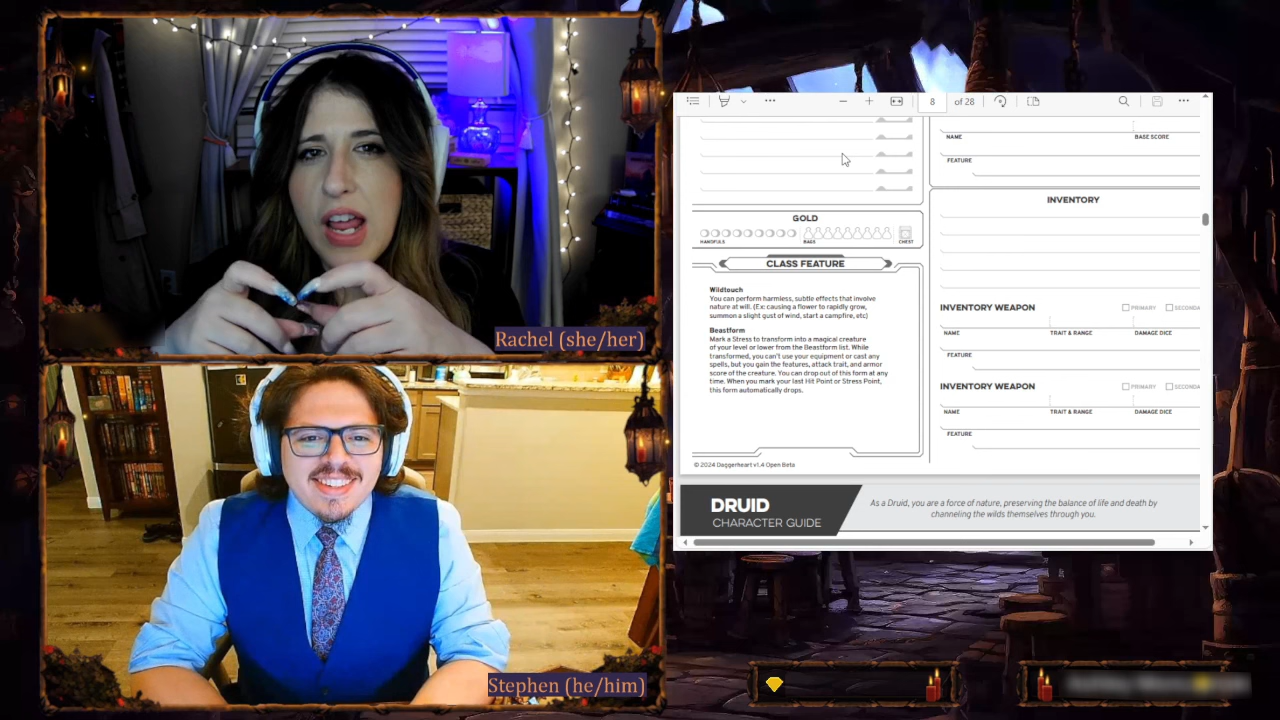 Rachel (she/her)
Stephen (he/him)
8 of 28
NAME
BASE SCORE
FEATURE
GOLD
HANDFULS
BAGS
CHEST
CLASS FEATURE
Wildtouch
You can perform harmless, subtle effects that involve
nature at will. (Ex: causing a flower to rapidly grow,
summon a slight gust of wind, start a campfire, etc)
Beastform
Mark a Stress to transform into a magical creature
of your level or lower from the Beastform list. While
transformed, you can't use your equipment or cast any
spells, but you gain the features, attack trait, and armor
score of the creature. You can drop out of this form at any
time. When you mark your last Hit Point or Stress Point,
this form automatically drops.
© 2024 Daggerheart v1.4 Open Beta
INVENTORY
INVENTORY WEAPON
PRIMARY
SECONDA
NAME
TRAIT & RANGE
DAMAGE DICE
FEATURE
INVENTORY WEAPON
PRIMARY
SECONDA
NAME
TRAIT & RANGE
DAMAGE DICE
FEATURE
DRUID
CHARACTER GUIDE
As a Druid, you are a force of nature, preserving the balance of life and death by
channeling the wilds themselves through you.